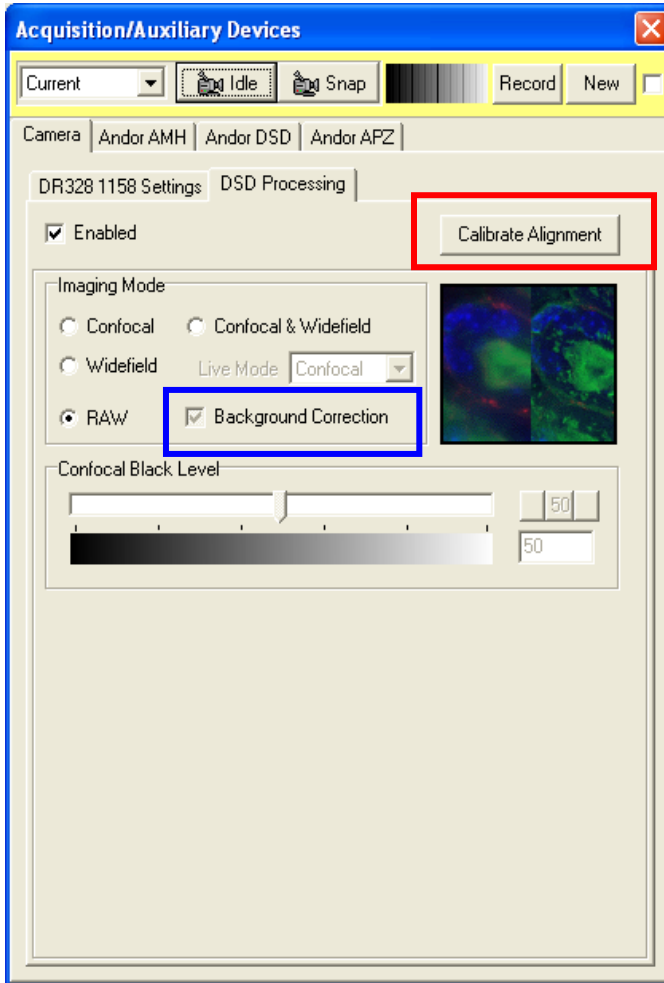 Acquisition/Auxiliary Devices
Current Idle Snap Record New
Camera Andor AMH Andor DSD Andor APZ
DR328 1158 Settings DSD Processing
Enabled Calibrate Alignment
Imaging Mode
Confocal Confocal & Widefield
Widefield Live Mode Confocal
RAW Background Correction
Confocal Black Level
50
50